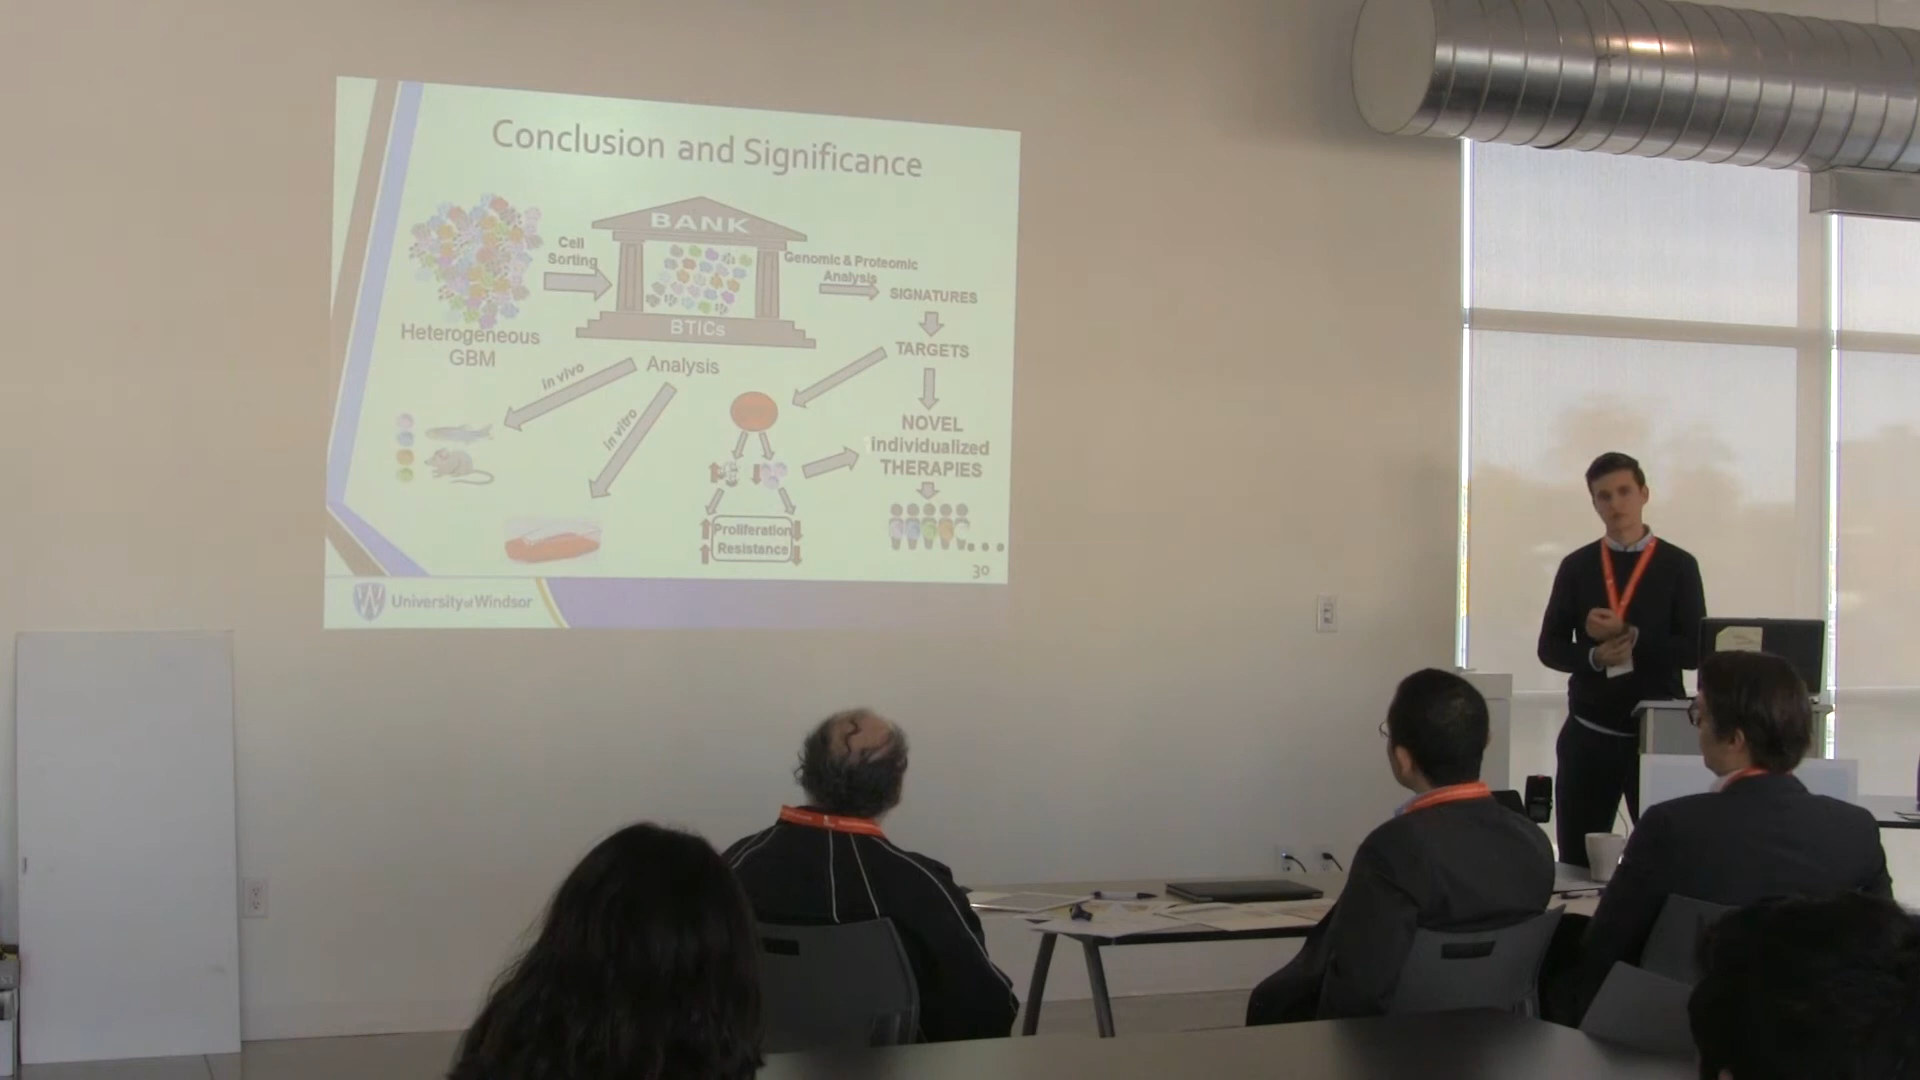 Conclusion and Significance
BANK
Cell
Sorting
Genomic & Proteomic
Analysis
SIGNATURES
BTICs
Heterogeneous
GBM
TARGETS
Analysis
in vivo
in vitro
NOVEL
individualized
THERAPIES
Proliferation
Resistance
30
University of Windsor